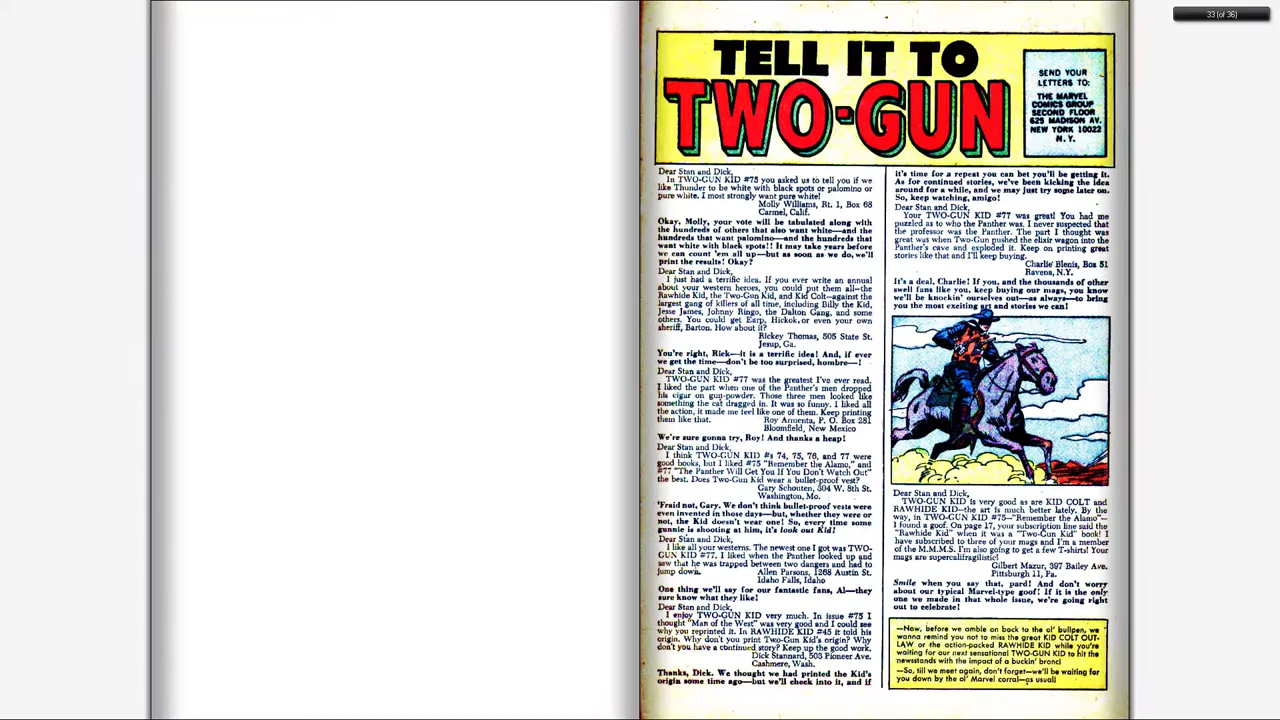 33 (of 36)
TELL IT TO
TWO-GUN
SEND YOUR
LETTERS TO:
THE MARVEL
COMICS GROUP
SECOND FLOOR
625 MADISON AV.
NEW YORK 10022
N.Y.
Dear Stan and Dick,
In TWO-GUN KID #75 you asked us to tell you if we
like Thunder to be white with black spots or palomino or
pure white. I most strongly want pure white!
Molly Williams, Rt. 1, Box 68
Carmel, Calif.
Okay, Molly, your vote will be tabulated along with
the hundreds of others that also want white—and the
hundreds that want palomino—and the hundreds that
want white with black spots!! It may take years before
we can count 'em all up—but as soon as we do, we'll
print the results! Okay?
Dear Stan and Dick,
I just had a terrific idea. If you ever write an annual
about your western heroes, you could put them all—the
Rawhide Kid, the Two-Gun Kid, and Kid Colt—against the
largest gang of killers of all time, including Billy the Kid,
Jesse James, Johnny Ringo, the Dalton Gang, and some
others. You could get Earp, Hickok, or even your own
sheriff, Barton. How about it?
Rickey Thomas, 505 State St.
Jesup, Ga.
You're right, Rick—it is a terrific idea! And, if ever
we get the time—don't be too surprised, hombre—!
Dear Stan and Dick,
TWO-GUN KID #77 was the greatest I've ever read.
I liked the part when one of the Panther's men dropped
his cigar on gun-powder. Those three men looked like
something the cat dragged in. It was so funny. I liked all
the action, it made me feel like one of them. Keep printing
them like that.
Roy Armenta, P. O. Box 281
Bloomfield, New Mexico
We're sure gonna try, Roy! And thanks a heap!
Dear Stan and Dick,
I think TWO-GUN KID #s 74, 75, 76, and 77 were
good books, but I liked #75 "Remember the Alamo," and
#77 "The Panther Will Get You If You Don't Watch Out"
the best. Does Two-Gun Kid wear a bullet-proof vest?
Gary Schouten, 304 W. 8th St.
Washington, Mo.
'Fraid not, Gary. We don't think bullet-proof vests were
even invented in those days—but, whether they were or
not, the Kid doesn't wear one! So, every time some
gunnie is shooting at him, it's look out Kid!
Dear Stan and Dick,
I like all your westerns. The newest one I got was TWO-
GUN KID #77. I liked when the Panther looked up and
saw that he was trapped between two dangers and had to
jump down.
Allen Parsons, 1268 Austin St.
Idaho Falls, Idaho
One thing we'll say for our fantastic fans, Al—they
sure know what they like!
Dear Stan and Dick,
I enjoy TWO-GUN KID very much. In issue #75 I
thought "Man of the West" was very good and I could see
why you reprinted it. In RAWHIDE KID #45 it told his
origin. Why don't you print Two-Gun Kid's origin? Why
don't you have a continued story? Keep up the good work.
Dick Stannard, 503 Pioneer Ave.
Cashmere, Wash.
Thanks, Dick. We thought we had printed the Kid's
origin some time ago—but we'll check into it, and if
it's time for a repeat you can bet you'll be getting it.
As for continued stories, we've been kicking the idea
around for a while, and we may just try some later on.
So, keep watching, amigo!
Dear Stan and Dick,
Your TWO-GUN KID #77 was great! You had me
puzzled as to who the Panther was. I never suspected that
the professor was the Panther. The part I thought was
great was when Two-Gun pushed the elixir wagon into the
Panther's cave and exploded it. Keep on printing great
stories like that and I'll keep buying.
Charlie Blenis, Box 51
Ravena, N.Y.
It's a deal, Charlie! If you, and the thousands of other
swell fans like you, keep buying our mags, you know
we'll be knockin' ourselves out—as always—to bring
you the most exciting art and stories we can!
Dear Stan and Dick,
TWO-GUN KID is very good as are KID COLT and
RAWHIDE KID—the art is much better lately. By the
way, in TWO-GUN KID #75—"Remember the Alamo"—
I found a goof. On page 17, your subscription line said the
"Rawhide Kid" when it was a "Two-Gun Kid" book! I
have subscribed to three of your mags and I'm a member
of the M.M.M.S. I'm also going to get a few T-shirts! Your
mags are supercalifragilistic!
Gilbert Mazur, 397 Bailey Ave.
Pittsburgh 11, Pa.
Smile when you say that, pard! And don't worry
about our typical Marvel-type goof! If it is the only
one we made in that whole issue, we're going right
out to celebrate!
—Now, before we amble on back to the ol' bullpen, we
wanna remind you not to miss the great KID COLT OUT-
LAW or the action-packed RAWHIDE KID while you're
waiting for our next sensational TWO-GUN KID to hit the
newsstands with the impact of a buckin' bronc!
—So, till we meet again, don't forget—we'll be waiting for
you down by the ol' Marvel corral—as usual!